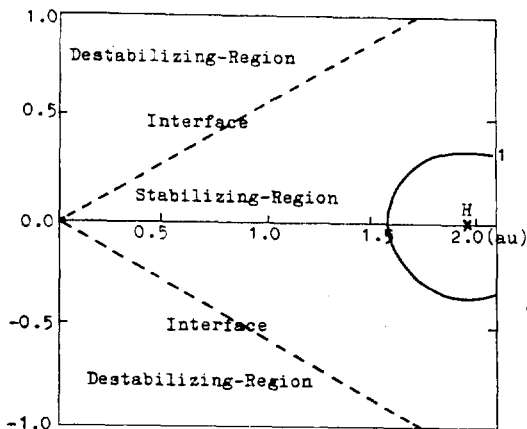 1.0
Destabilizing-Region
0.5
Interface
1
Stabilizing-Region
H
0.0
0.5
1.0
1.5
2.0(au)
-0.5
Interface
Destabilizing-Region
-1.0